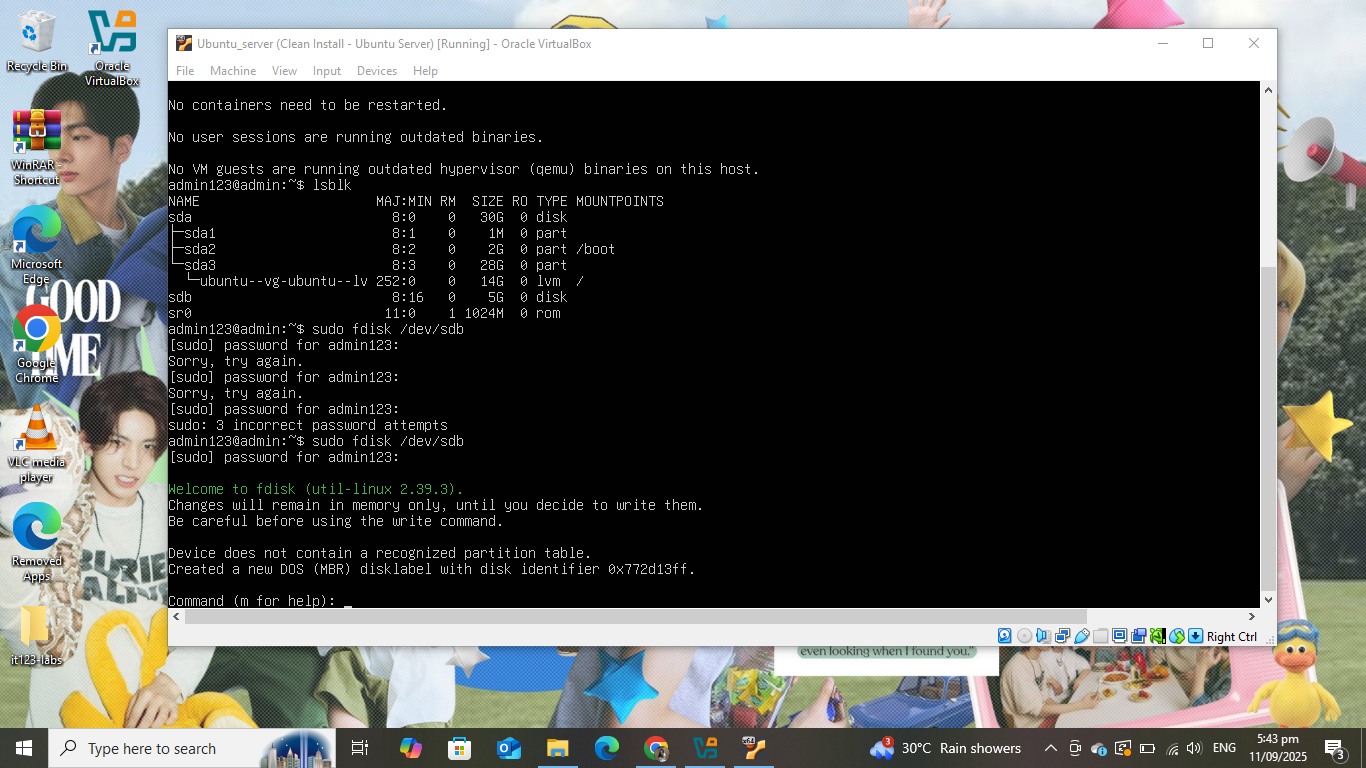 Recycle Bin
Oracle VirtualBox
WinRAR - Shortcut
Microsoft Edge
GOOD TIME
Google Chrome
VLC media player
Removed Apps
it123-labs
Ubuntu_server (Clean Install - Ubuntu Server) [Running] - Oracle VirtualBox
File Machine View Input Devices Help
No containers need to be restarted.
No user sessions are running outdated binaries.
No VM guests are running outdated hypervisor (qemu) binaries on this host.
admin123@admin:~$ lsblk
NAME MAJ:MIN RM SIZE RO TYPE MOUNTPOINTS
sda 8:0 0 30G 0 disk
├─sda1 8:1 0 1M 0 part
├─sda2 8:2 0 2G 0 part /boot
└─sda3 8:3 0 28G 0 part
  └─ubuntu--vg-ubuntu--lv 252:0 0 14G 0 lvm /
sdb 8:16 0 5G 0 disk
sr0 11:0 1 1024M 0 rom
admin123@admin:~$ sudo fdisk /dev/sdb
[sudo] password for admin123:
Sorry, try again.
[sudo] password for admin123:
Sorry, try again.
[sudo] password for admin123:
sudo: 3 incorrect password attempts
admin123@admin:~$ sudo fdisk /dev/sdb
[sudo] password for admin123:
Welcome to fdisk (util-linux 2.39.3).
Changes will remain in memory only, until you decide to write them.
Be careful before using the write command.
Device does not contain a recognized partition table.
Created a new DOS (MBR) disklabel with disk identifier 0x772d13ff.
Command (m for help): _
Right Ctrl
even looking when I found you."
Type here to search
3
30°C Rain showers
ENG
5:43 pm
11/09/2025
3